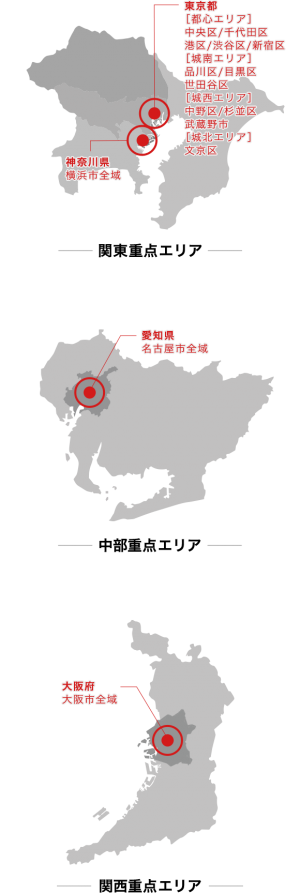 東京都
［都心エリア］
中央区/千代田区
港区/渋谷区/新宿区
［城南エリア］
品川区/目黒区
世田谷区
［城西エリア］
中野区/杉並区
武蔵野市
［城北エリア］
文京区
神奈川県
横浜市全域
関東重点エリア
愛知県
名古屋市全域
中部重点エリア
大阪府
大阪市全域
関西重点エリア